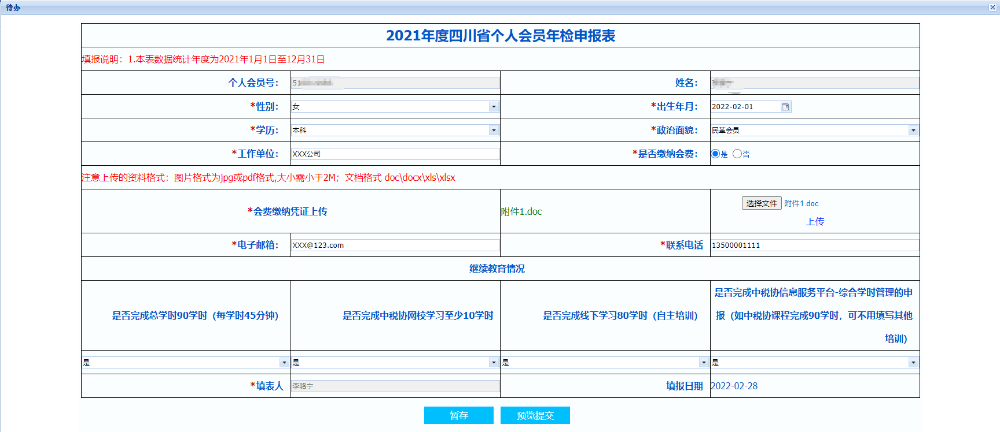 待办
2021年度四川省个人会员年检申报表
填报说明：1.本表数据统计年度为2021年1月1日至12月31日
个人会员号： 51 姓名：
*性别： 女 *出生年月： 2022-02-01
*学历： 本科 *政治面貌： 民革会员
*工作单位： XXX公司 *是否缴纳会费： 是 否
注意上传的资料格式：图片格式为jpg或pdf格式,大小需小于2M；文档格式 doc\docx\xls\xlsx
*会费缴纳凭证上传 附件1.doc 选择文件 附件1.doc
上传
*电子邮箱： XXX@123.com *联系电话 13500001111
继续教育情况
是否完成总学时90学时（每学时45分钟） 是否完成中税协网校学习至少10学时 是否完成线下学习80学时（自主培训）
是否完成中税协信息服务平台-综合学时管理的申
报（如中税协课程完成90学时，可不用填写其他
培训）
是 是 是 是
*填表人 李骆宁 填报日期 2022-02-28
暂存 预览提交